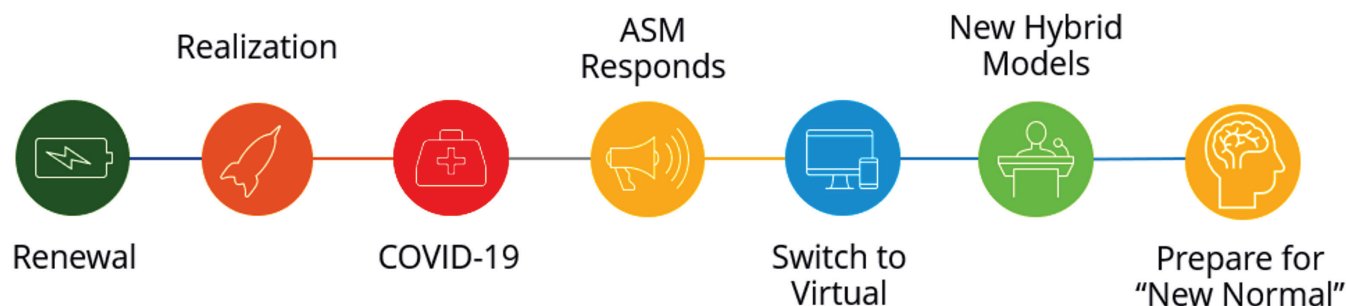 Renewal
Realization
COVID-19
ASM
Responds
Switch to
Virtual
New Hybrid
Models
Prepare for
“New Normal”